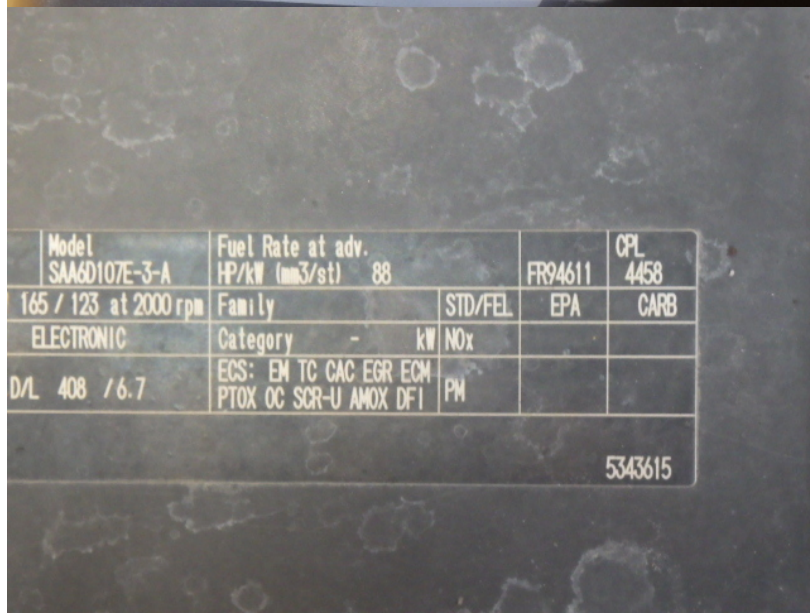 Model
SAA6D107E-3-A
Fuel Rate at adv.
HP/kW (mm3/st) 88
FR94611
CPL
4458
165 / 123 at 2000 rpm
Family
STD/FEL
EPA
CARB
ELECTRONIC
Category - kW
NOx
D/L 408 /6.7
ECS: EM TC CAC EGR ECM
PTOX OC SCR-U AMOX DFI
PM
5343615